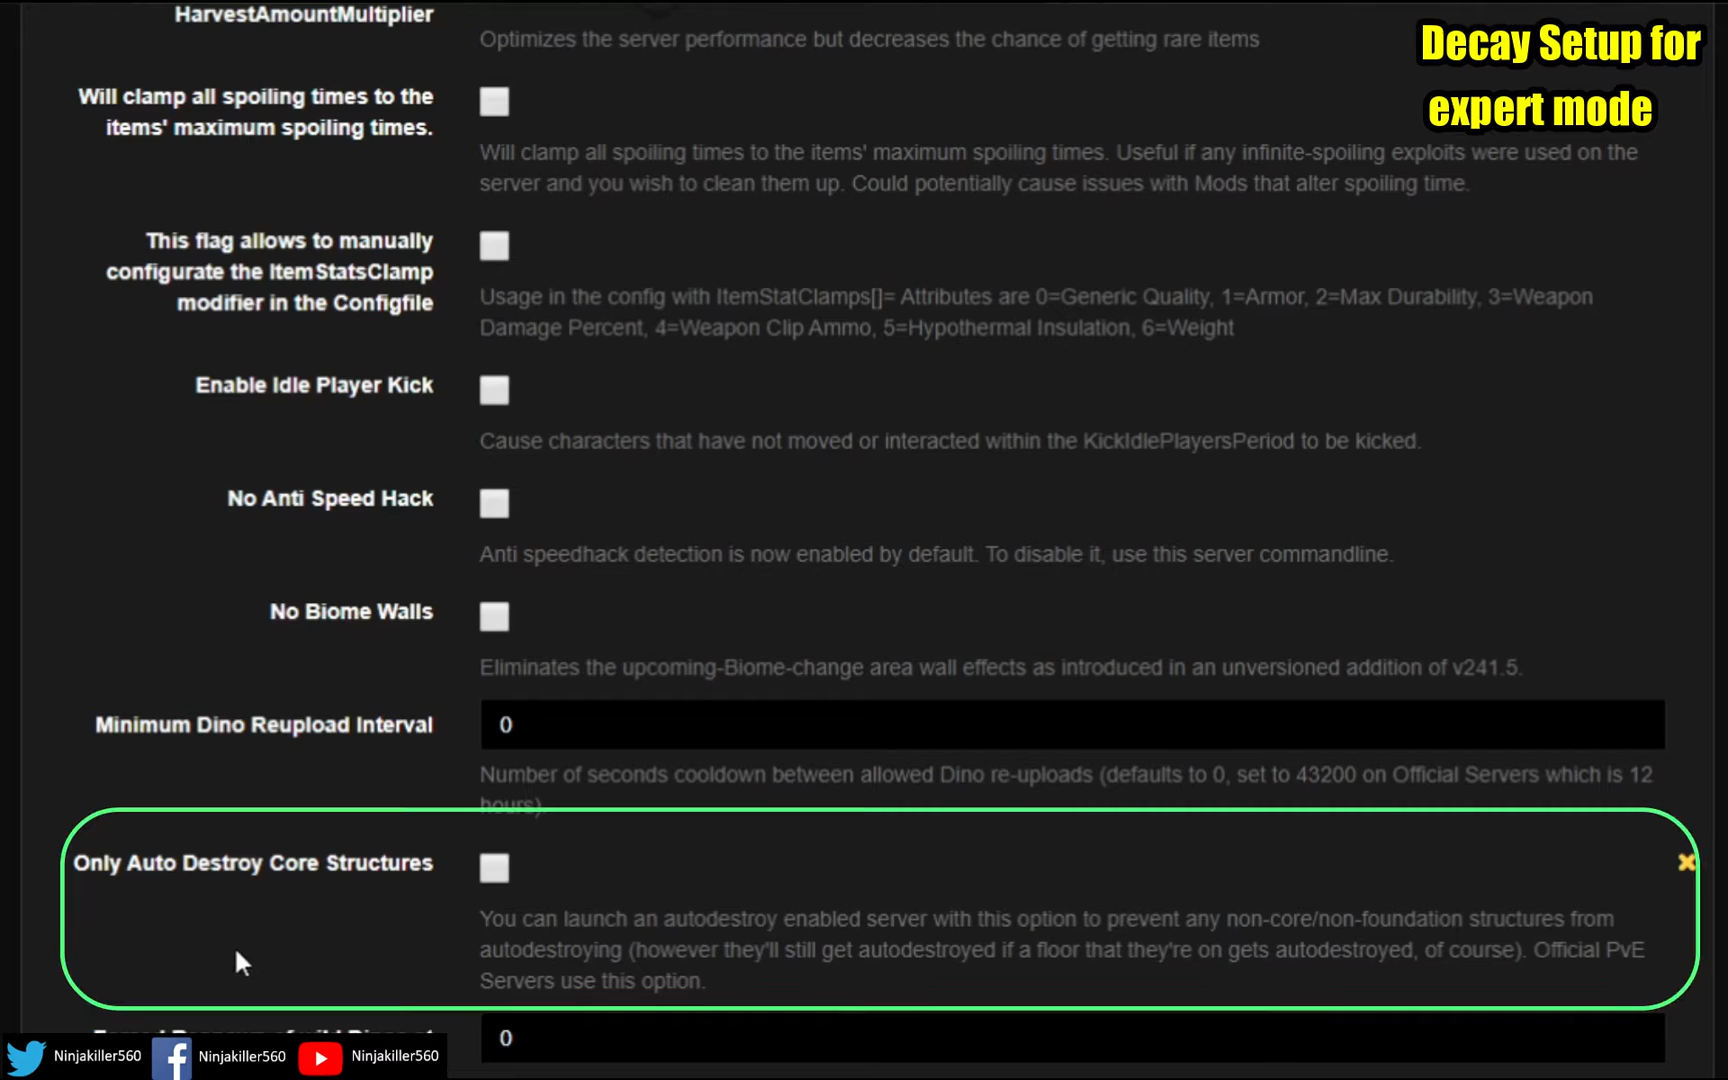 HarvestAmountMultiplier
Optimizes the server performance but decreases the chance of getting rare items
Decay Setup for
expert mode
Will clamp all spoiling times to the
items' maximum spoiling times.
Will clamp all spoiling times to the items' maximum spoiling times. Useful if any infinite-spoiling exploits were used on the
server and you wish to clean them up. Could potentially cause issues with Mods that alter spoiling time.
This flag allows to manually
configurate the ItemStatsClamp
modifier in the Configfile
Usage in the config with ItemStatClamps[]= Attributes are 0=Generic Quality, 1=Armor, 2=Max Durability, 3=Weapon
Damage Percent, 4=Weapon Clip Ammo, 5=Hypothermal Insulation, 6=Weight
Enable Idle Player Kick
Cause characters that have not moved or interacted within the KickIdlePlayersPeriod to be kicked.
No Anti Speed Hack
Anti speedhack detection is now enabled by default. To disable it, use this server commandline.
No Biome Walls
Eliminates the upcoming-Biome-change area wall effects as introduced in an unversioned addition of v241.5.
Minimum Dino Reupload Interval
0
Number of seconds cooldown between allowed Dino re-uploads (defaults to 0, set to 43200 on Official Servers which is 12
hours).
Only Auto Destroy Core Structures
You can launch an autodestroy enabled server with this option to prevent any non-core/non-foundation structures from
autodestroying (however they'll still get autodestroyed if a floor that they're on gets autodestroyed, of course). Official PvE
Servers use this option.
0
Ninjakiller560
Ninjakiller560
Ninjakiller560